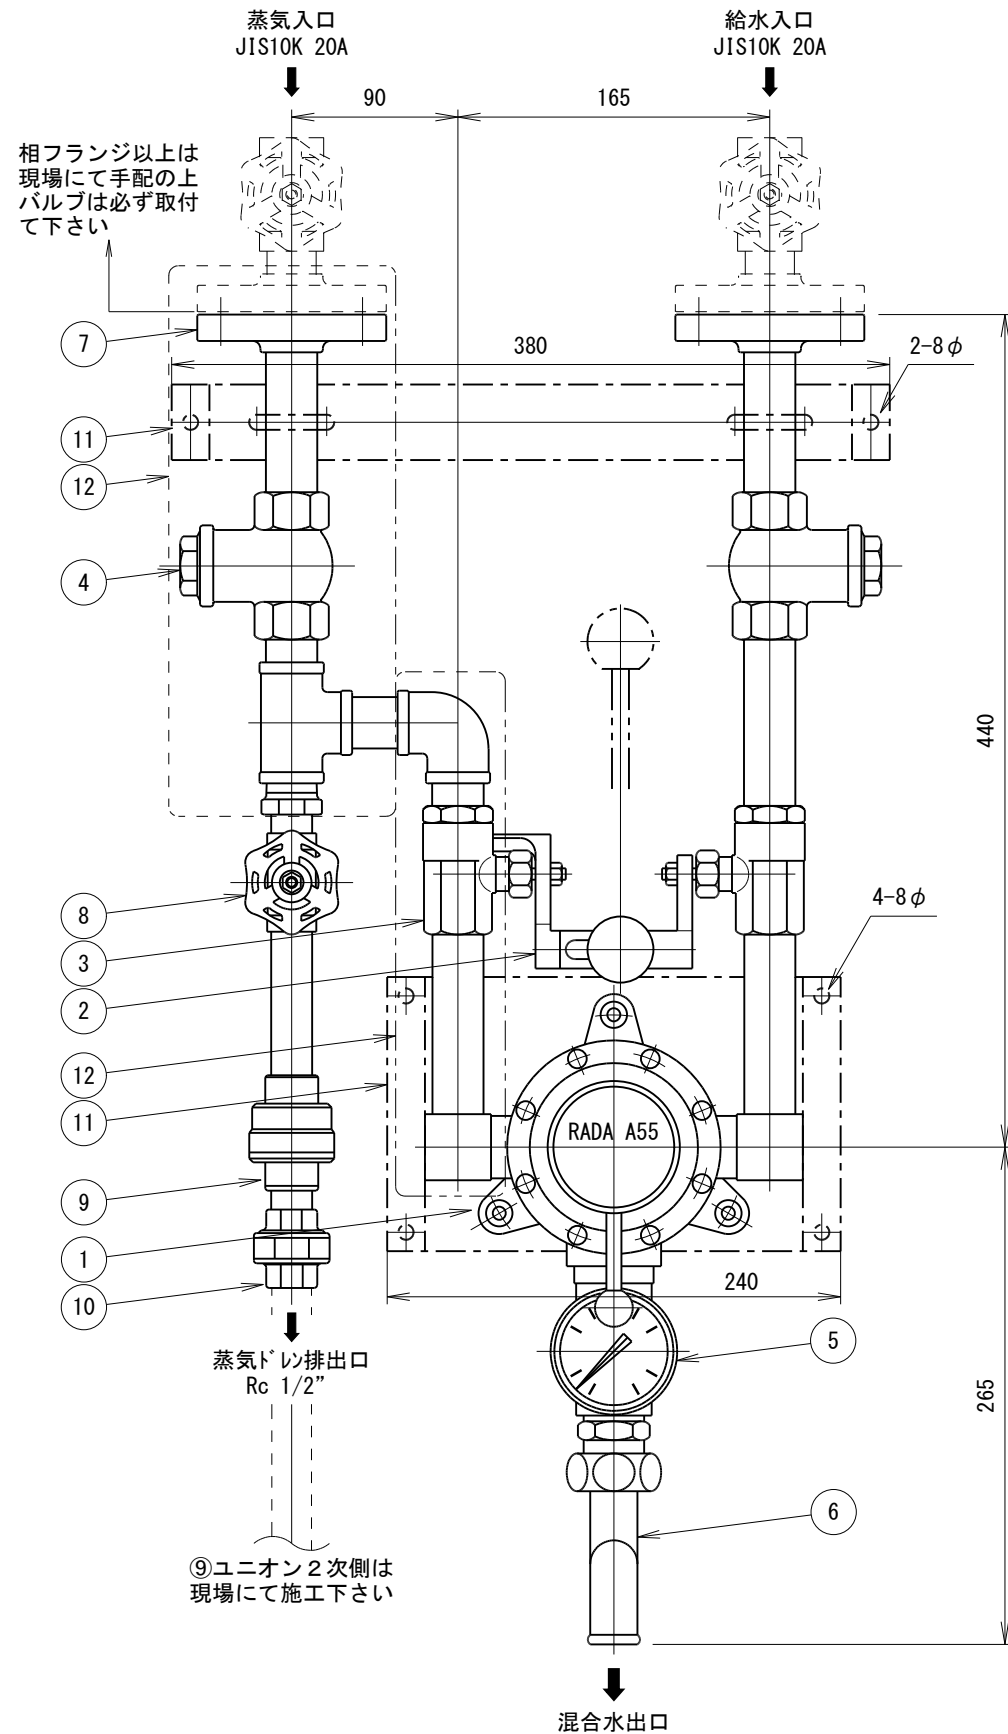 蒸気入口
JIS10K 20A
給水入口
JIS10K 20A
90
165
相フランジ以上は
現場にて手配の上
バルブは必ず取付
て下さい
7
380
2-8φ
11
12
4
440
8
4-8φ
3
2
12
11
RADA A55
9
1
240
10
5
蒸気ﾄﾞﾚﾝ排出口
Rc 1/2”
265
6
⑨ユニオン２次側は
現場にて施工下さい
混合水出口